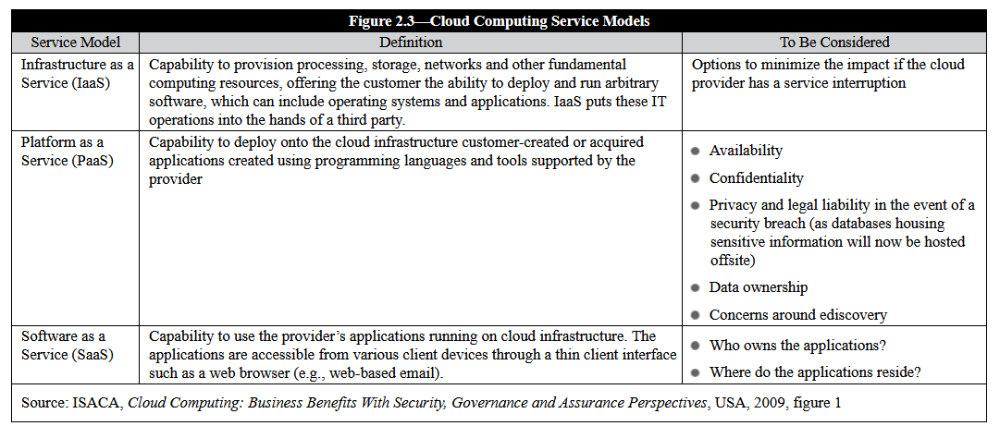 Figure 2.3—Cloud Computing Service Models
Service Model
Definition
To Be Considered
Infrastructure as a
Service (IaaS)
Capability to provision processing, storage, networks and other fundamental
computing resources, offering the customer the ability to deploy and run arbitrary
software, which can include operating systems and applications. IaaS puts these IT
operations into the hands of a third party.
Options to minimize the impact if the cloud
provider has a service interruption
Platform as a
Service (PaaS)
Capability to deploy onto the cloud infrastructure customer-created or acquired
applications created using programming languages and tools supported by the
provider
● Availability
● Confidentiality
● Privacy and legal liability in the event of a
security breach (as databases housing
sensitive information will now be hosted
offsite)
● Data ownership
● Concerns around ediscovery
Software as a
Service (SaaS)
Capability to use the provider’s applications running on cloud infrastructure. The
applications are accessible from various client devices through a thin client interface
such as a web browser (e.g., web-based email).
● Who owns the applications?
● Where do the applications reside?
Source: ISACA, Cloud Computing: Business Benefits With Security, Governance and Assurance Perspectives, USA, 2009, figure 1